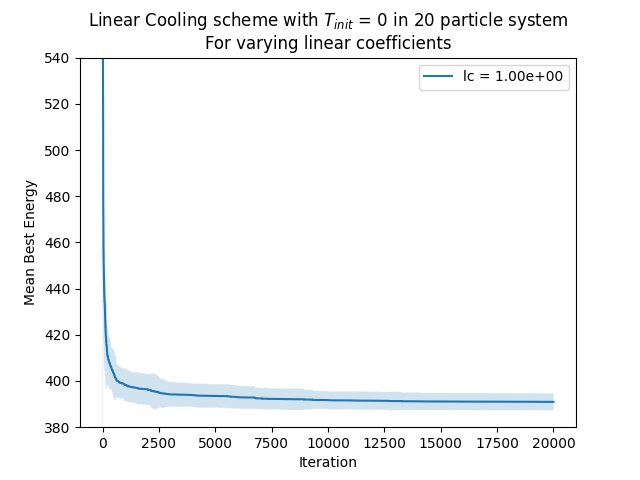 Linear Cooling scheme with T_init = 0 in 20 particle system
For varying linear coefficients
lc = 1.00e+00
Mean Best Energy
540
520
500
480
460
440
420
400
380
0 2500 5000 7500 10000 12500 15000 17500 20000
Iteration